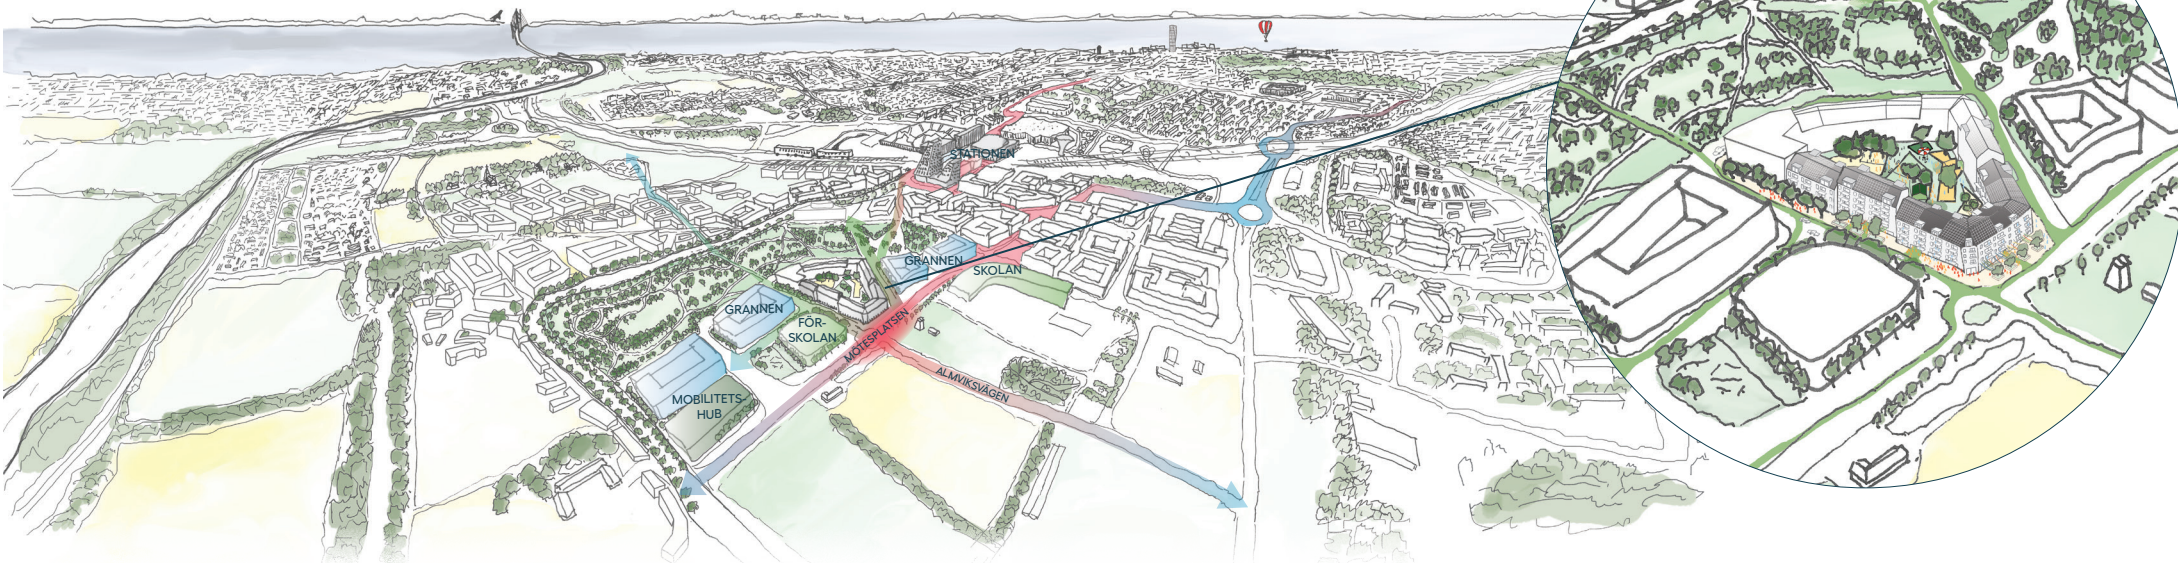 STATIONEN
GRANNEN
SKOLAN
GRANNEN
FÖR-
SKOLAN
MÖTESPLATSEN
ALMVIKSVÄGEN
MOBILITETS
HUB